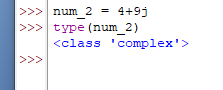 >>> num_2 = 4+9j
>>> type(num_2)
<class 'complex'>
>>>